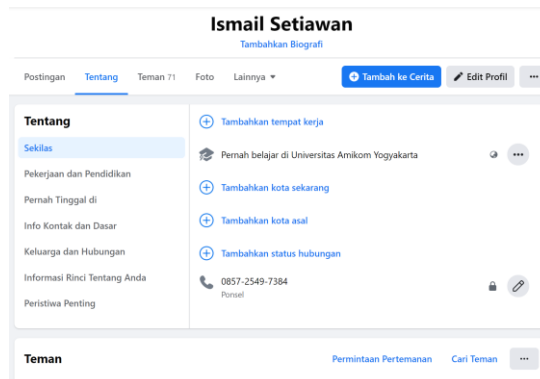 Ismail Setiawan
Tambahkan Biografi
Postingan Tentang Teman 71 Foto Lainnya Tambah ke Cerita Edit Profil
Tentang
Sekilas
Pekerjaan dan Pendidikan
Pernah Tinggal di
Info Kontak dan Dasar
Keluarga dan Hubungan
Informasi Rinci Tentang Anda
Peristiwa Penting
Tambahkan tempat kerja
Pernah belajar di Universitas Amikom Yogyakarta
Tambahkan kota sekarang
Tambahkan kota asal
Tambahkan status hubungan
0857-2549-7384
Ponsel
Teman Permintaan Pertemanan Cari Teman